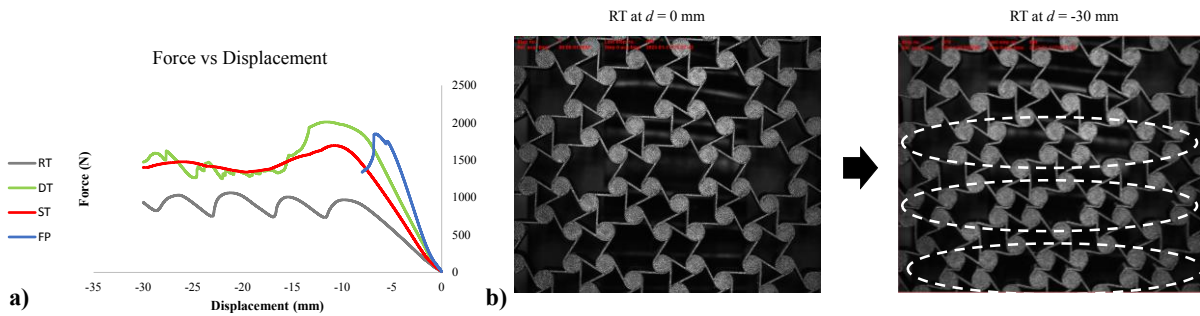 Force vs Displacement
2500
2000
1500
1000
500
0
Force (N)
-35
-30
-25
-20
-15
-10
-5
0
Displacement (mm)
RT
DT
ST
FP
a)
RT at d = 0 mm
b)
RT at d = -30 mm